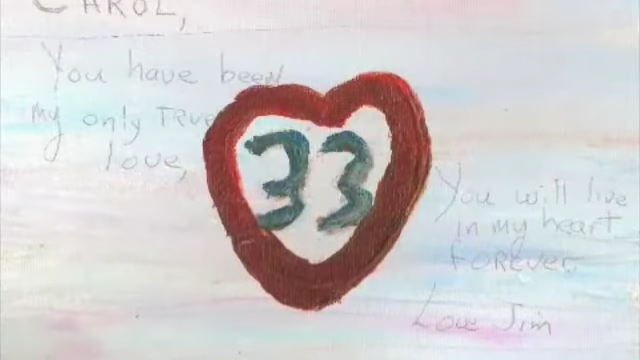 CAROL,
You have been
my only TRUE
love,
33
You will live
in my heart
FOREVER.
Love Jim